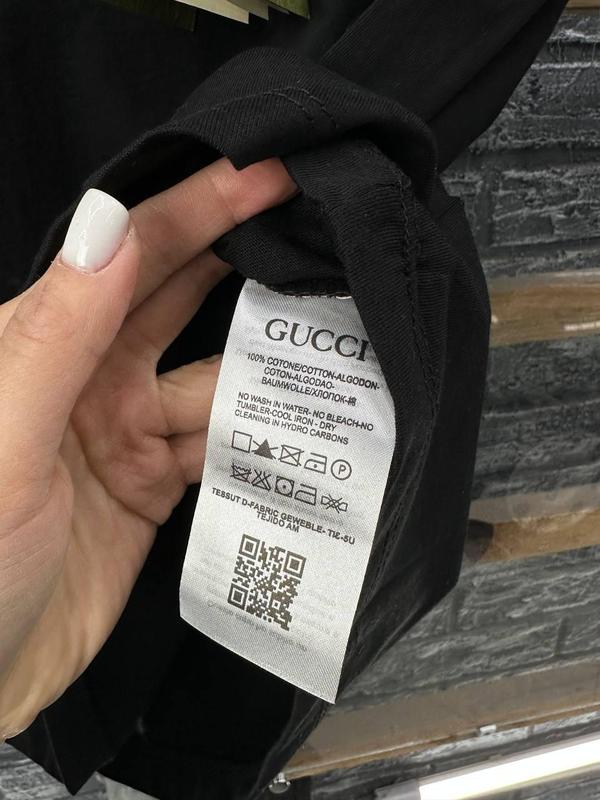 GUCCI
100% COTONE/COTTON-ALGODON-
COTON-ALGODAO-
BAUMWOLLE/ХЛОПОК-棉
NO WASH IN WATER- NO BLEACH-NO
TUMBLER-COOL IRON - DRY
CLEANING IN HYDRO CARBONS
P
TESSUT D-FABRIC GEWEBLE- TIE-SU
TEJIDO AM